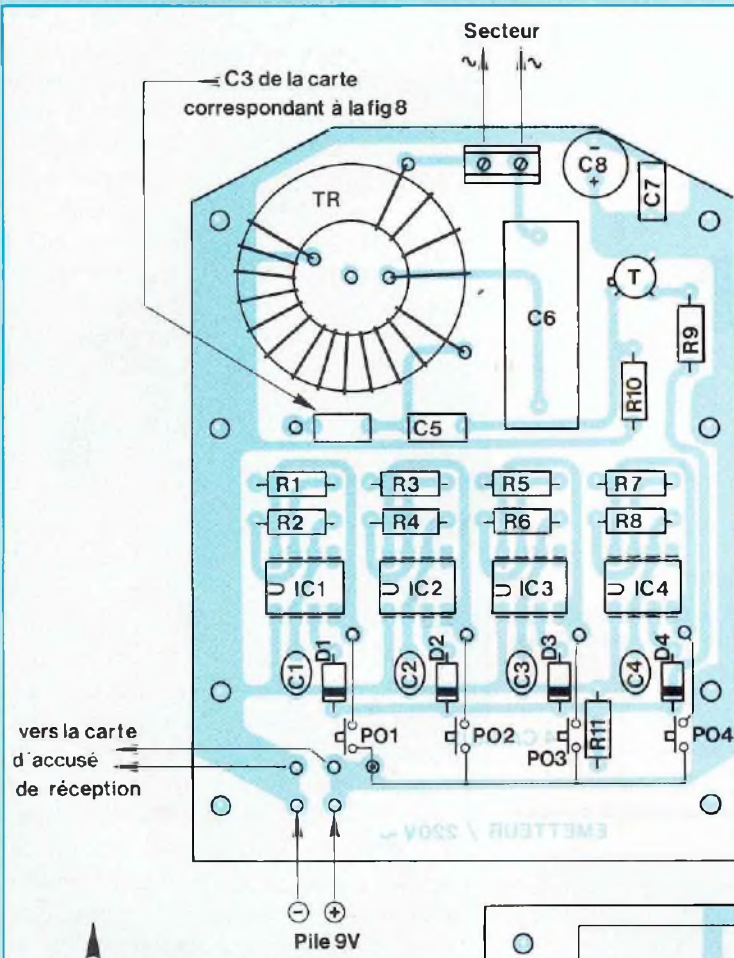 Secteur
∿ ∿
C3 de la carte
correspondant à la fig 8
TR
C8
−
+
C7
T
C6
R9
R10
C5
R1 R3 R5 R7
R2 R4 R6 R8
IC1 IC2 IC3 IC4
C1 D1 C2 D2 C3 D3 C4 D4
PO1 PO2 PO3 R11 PO4
vers la carte
d'accusé
de réception
4 CA
EMETTEUR / 220V ~
− +
Pile 9V